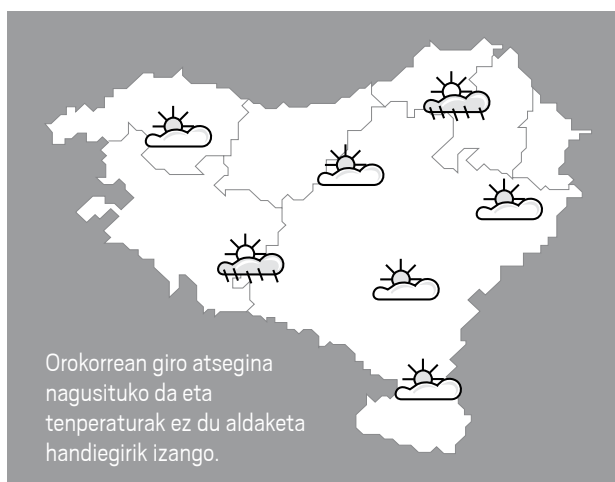 Orokorrean giro atsegina
nagusituko da eta
tenperaturak ez du aldaketa
handiegirik izango.